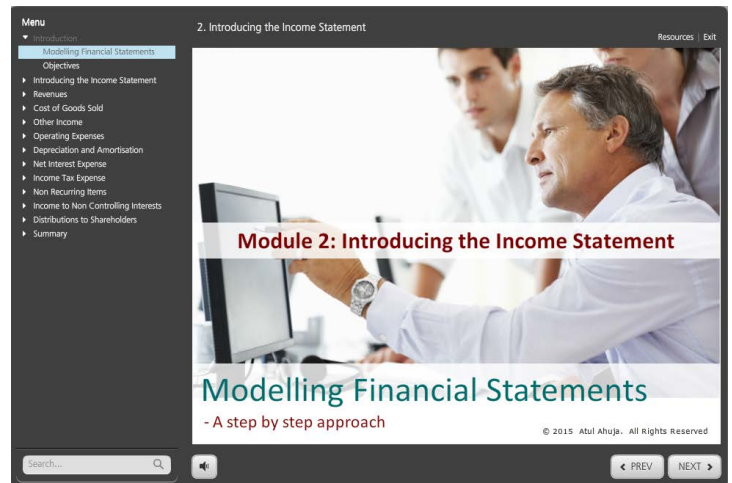 Menu
Introduction
Modelling Financial Statements
Objectives
Introducing the Income Statement
Revenues
Cost of Goods Sold
Other Income
Operating Expenses
Depreciation and Amortisation
Net Interest Expense
Income Tax Expense
Non Recurring Items
Income to Non Controlling Interests
Distributions to Shareholders
Summary
Search...
2. Introducing the Income Statement
Resources | Exit
Module 2: Introducing the Income Statement
Modelling Financial Statements
- A step by step approach
© 2015 Atul Ahuja. All Rights Reserved
PREV
NEXT